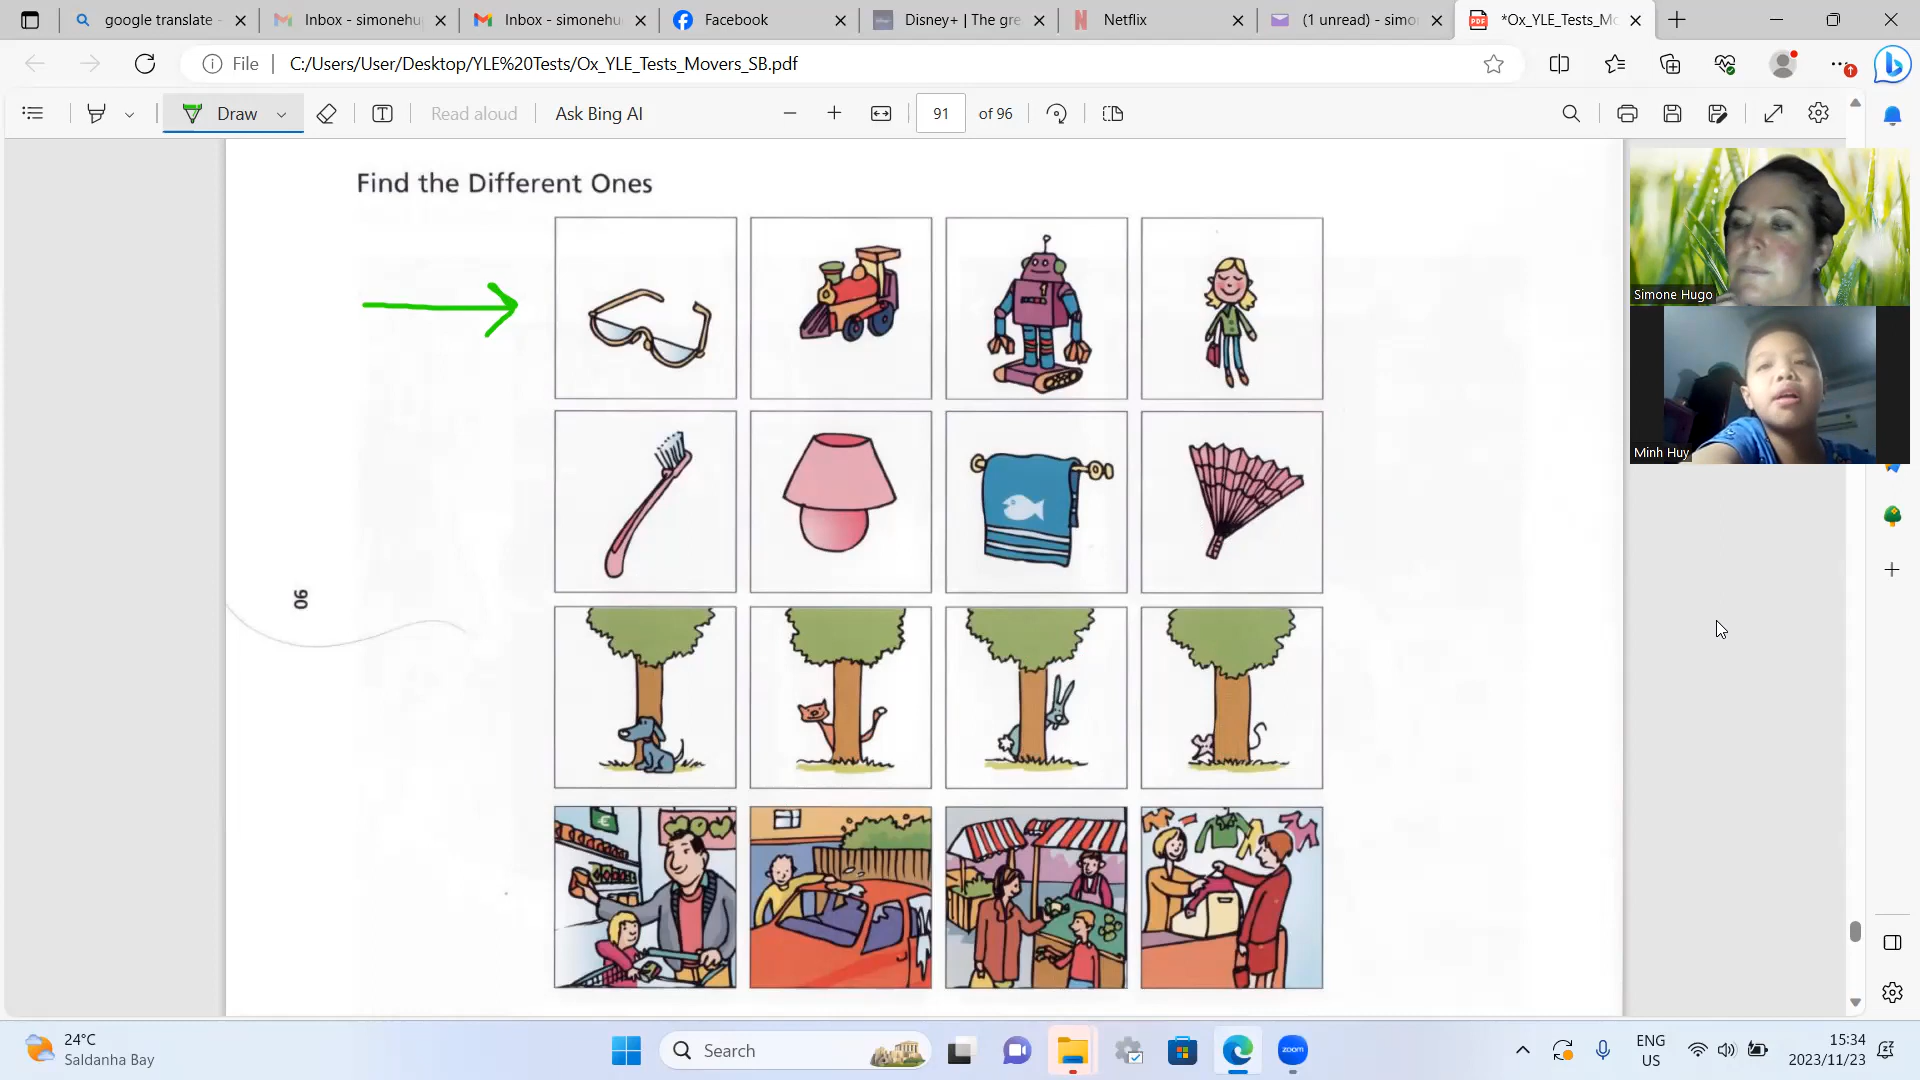 google translate -
Inbox - simonehu
Inbox - simonehu
Facebook
Disney+ | The gre
Netflix
(1 unread) - simo
*Ox_YLE_Tests_Mo
File
C:/Users/User/Desktop/YLE%20Tests/Ox_YLE_Tests_Movers_SB.pdf
Draw
Read aloud
Ask Bing AI
91
of 96
Find the Different Ones
Simone Hugo
Minh Huy
90
€
24°C
Saldanha Bay
Search
zoom
ENG
US
15:34
2023/11/23